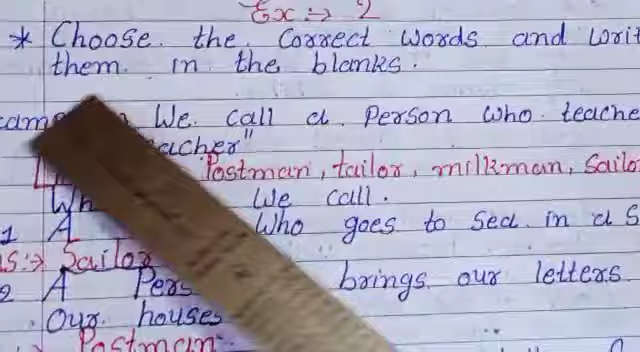 Ex :-> 2
* Choose the correct words and writ
them in the blanks.
We call a person who teache
eacher"
Postman, tailor, milkman, Sailo
We call.
1 A who goes to sea in a s
s :-> Sailor
2 A Pers brings our letters
Our houses
Postman.